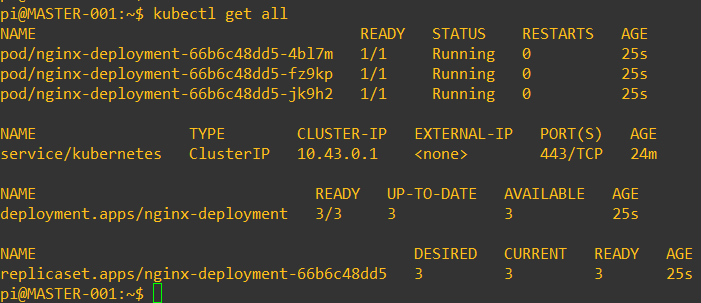 pi@MASTER-001:~$ kubectl get all
NAME READY STATUS RESTARTS AGE
pod/nginx-deployment-66b6c48dd5-4bl7m 1/1 Running 0 25s
pod/nginx-deployment-66b6c48dd5-fz9kp 1/1 Running 0 25s
pod/nginx-deployment-66b6c48dd5-jk9h2 1/1 Running 0 25s
NAME TYPE CLUSTER-IP EXTERNAL-IP PORT(S) AGE
service/kubernetes ClusterIP 10.43.0.1 <none> 443/TCP 24m
NAME READY UP-TO-DATE AVAILABLE AGE
deployment.apps/nginx-deployment 3/3 3 3 25s
NAME DESIRED CURRENT READY AGE
replicaset.apps/nginx-deployment-66b6c48dd5 3 3 3 25s
pi@MASTER-001:~$